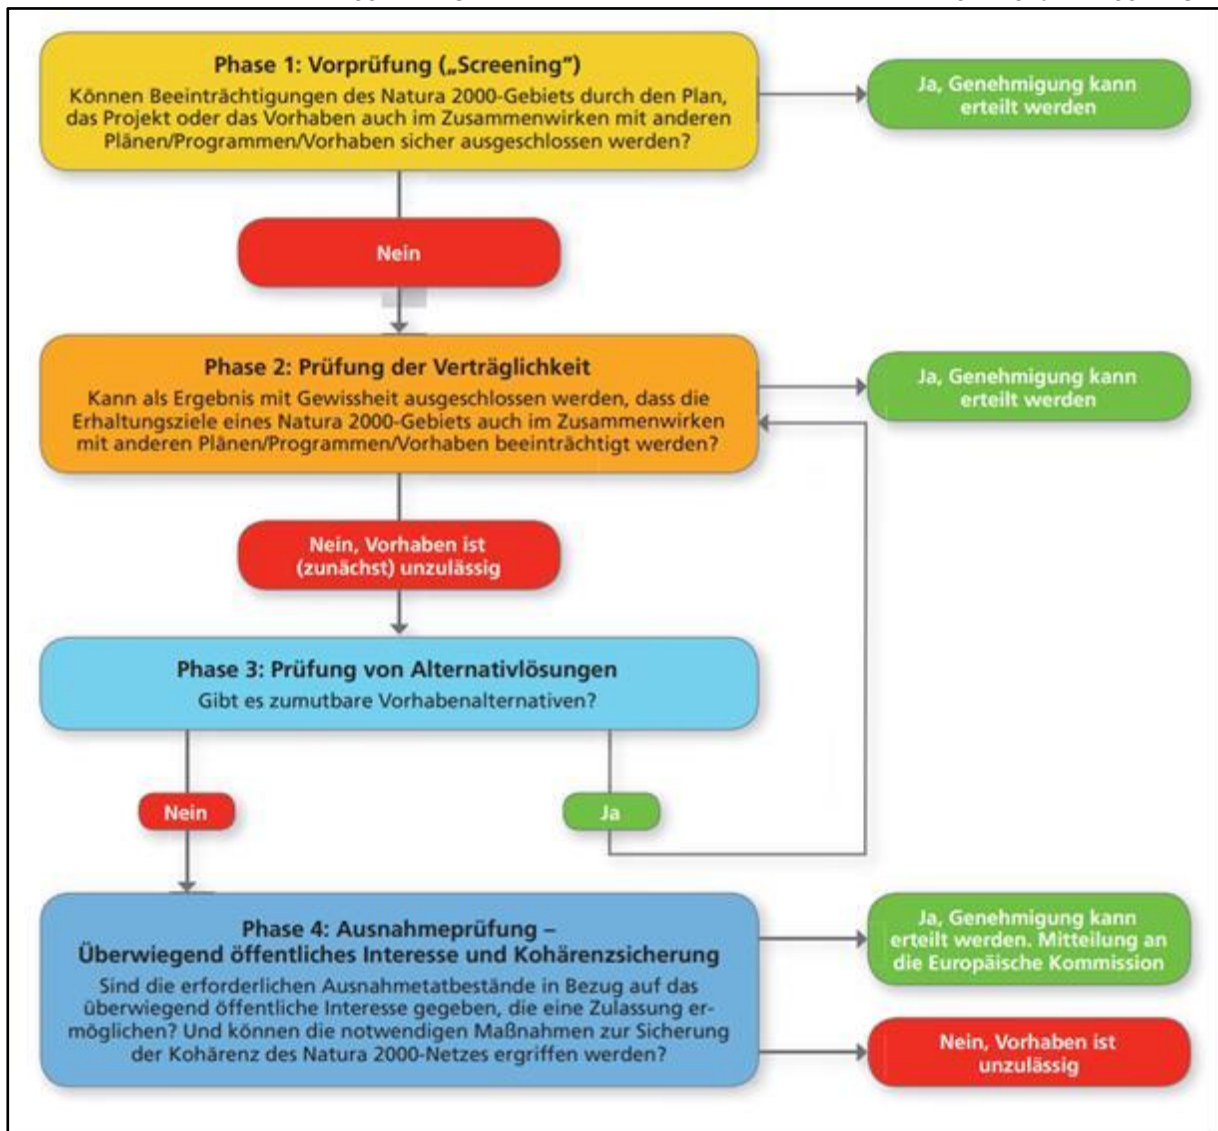 Phase 1: Vorprüfung („Screening“)
Können Beeinträchtigungen des Natura 2000-Gebiets durch den Plan,
das Projekt oder das Vorhaben auch im Zusammenwirken mit anderen
Plänen/Programmen/Vorhaben sicher ausgeschlossen werden?
Ja, Genehmigung kann
erteilt werden
Nein
Phase 2: Prüfung der Verträglichkeit
Kann als Ergebnis mit Gewissheit ausgeschlossen werden, dass die
Erhaltungsziele eines Natura 2000-Gebiets auch im Zusammenwirken
mit anderen Plänen/Programmen/Vorhaben beeinträchtigt werden?
Ja, Genehmigung kann
erteilt werden
Nein, Vorhaben ist
(zunächst) unzulässig
Phase 3: Prüfung von Alternativlösungen
Gibt es zumutbare Vorhabenalternativen?
Nein
Ja
Phase 4: Ausnahmeprüfung –
Überwiegend öffentliches Interesse und Kohärenzsicherung
Sind die erforderlichen Ausnahmetatbestände in Bezug auf das
überwiegend öffentliche Interesse gegeben, die eine Zulassung er-
möglichen? Und können die notwendigen Maßnahmen zur Sicherung
der Kohärenz des Natura 2000-Netzes ergriffen werden?
Ja, Genehmigung kann
erteilt werden. Mitteilung an
die Europäische Kommission
Nein, Vorhaben ist
unzulässig